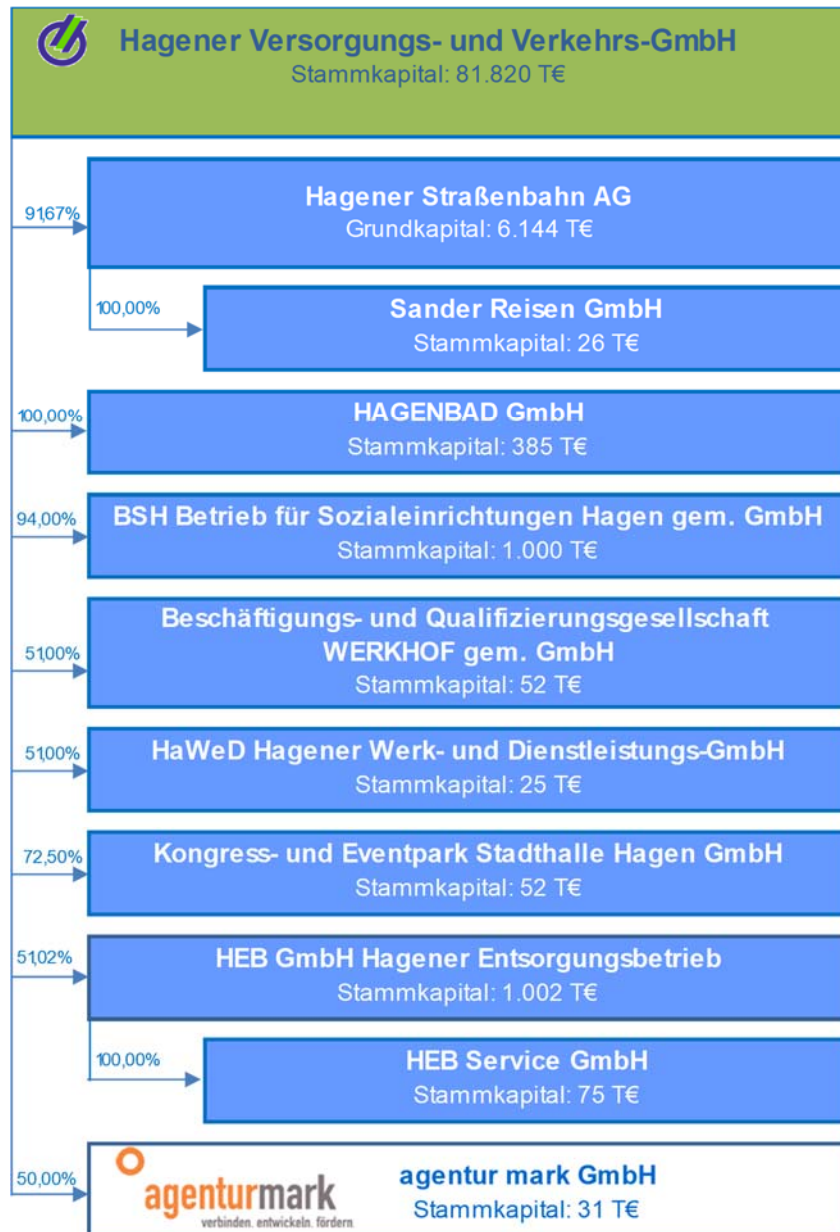 Hagener Versorgungs- und Verkehrs-GmbH
Stammkapital: 81.820 T€
91,67%
Hagener Straßenbahn AG
Grundkapital: 6.144 T€
100,00%
Sander Reisen GmbH
Stammkapital: 26 T€
100,00%
HAGENBAD GmbH
Stammkapital: 385 T€
94,00%
BSH Betrieb für Sozialeinrichtungen Hagen gem. GmbH
Stammkapital: 1.000 T€
51,00%
Beschäftigungs- und Qualifizierungsgesellschaft
WERKHOF gem. GmbH
Stammkapital: 52 T€
51,00%
HaWeD Hagener Werk- und Dienstleistungs-GmbH
Stammkapital: 25 T€
72,50%
Kongress- und Eventpark Stadthalle Hagen GmbH
Stammkapital: 52 T€
51,02%
HEB GmbH Hagener Entsorgungsbetrieb
Stammkapital: 1.002 T€
100,00%
HEB Service GmbH
Stammkapital: 75 T€
50,00%
agenturmark
verbinden. entwickeln. fördern
agentur mark GmbH
Stammkapital: 31 T€